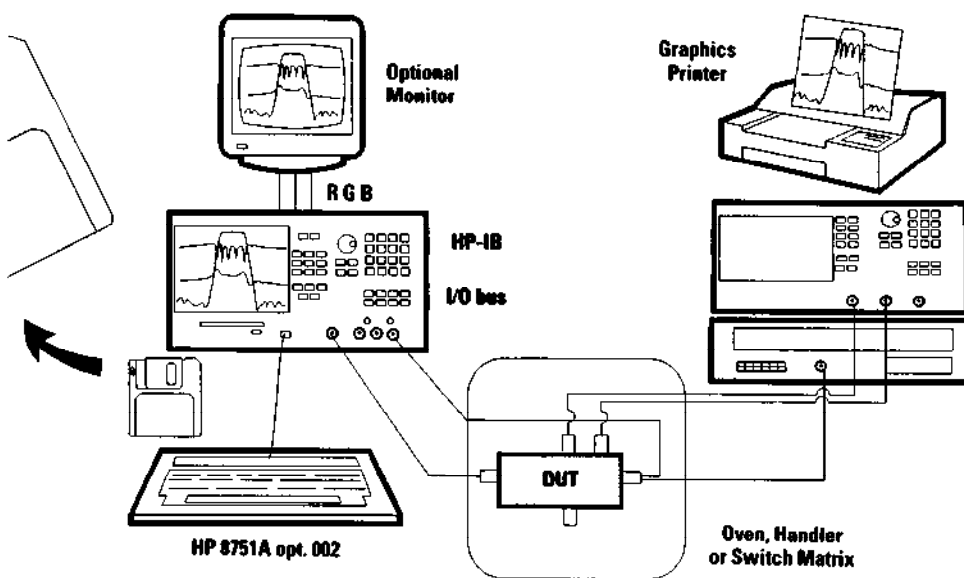 Optional
Monitor
Graphics
Printer
R G B
HP-IB
I/O bus
DUT
HP 8751A opt. 002
Oven, Handler
or Switch Matrix